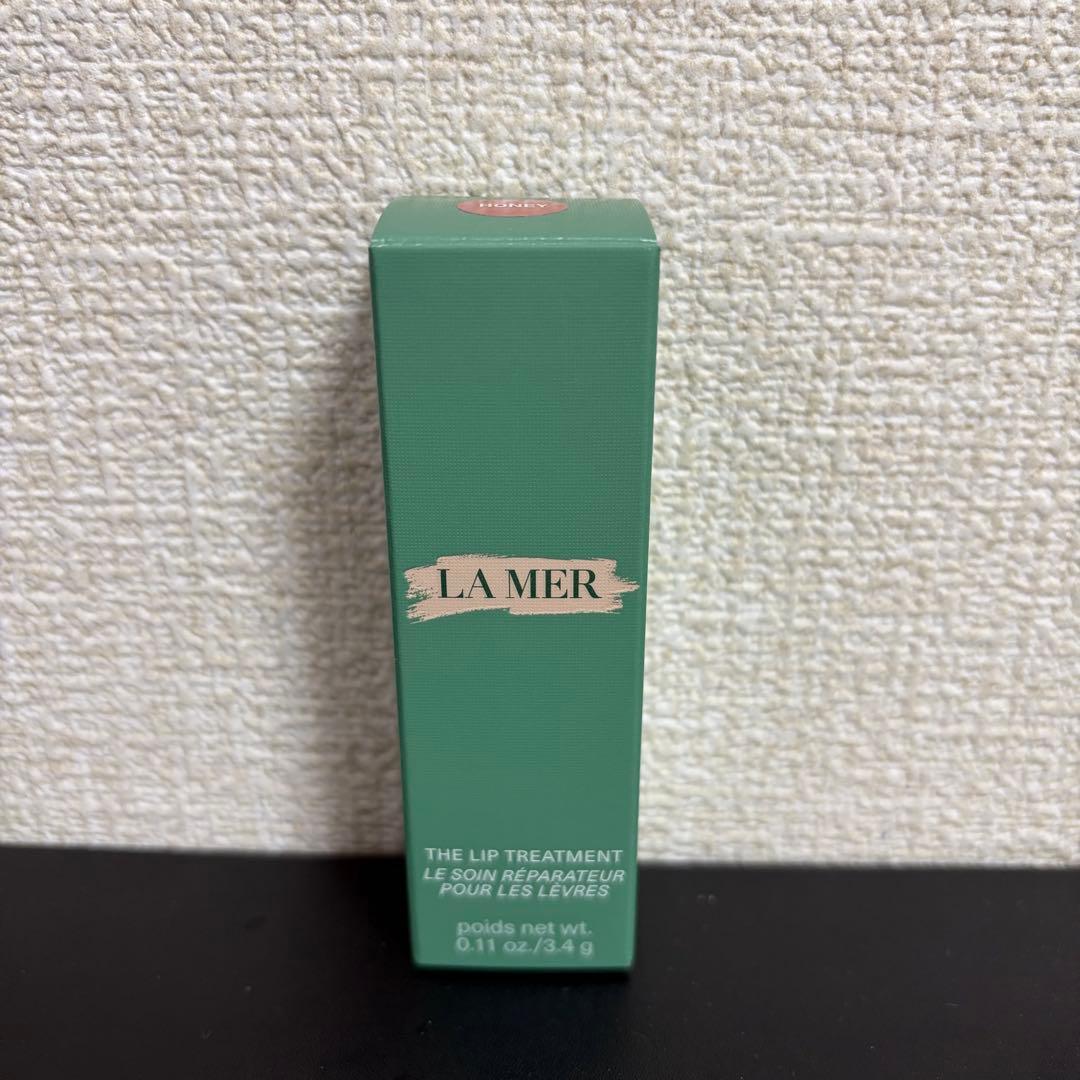 HONEY
LA MER
THE LIP TREATMENT
LE SOIN RÉPARATEUR
POUR LES LÈVRES
poids net wt.
0.11 oz./3.4 g